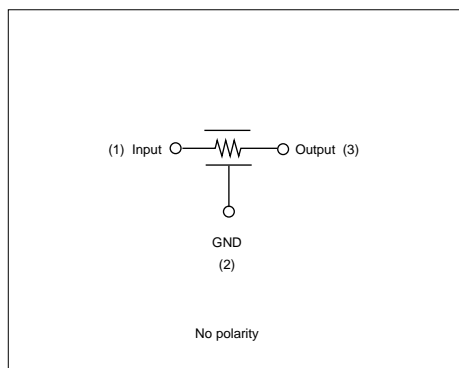 (1) Input Output (3)
GND
(2)
No polarity